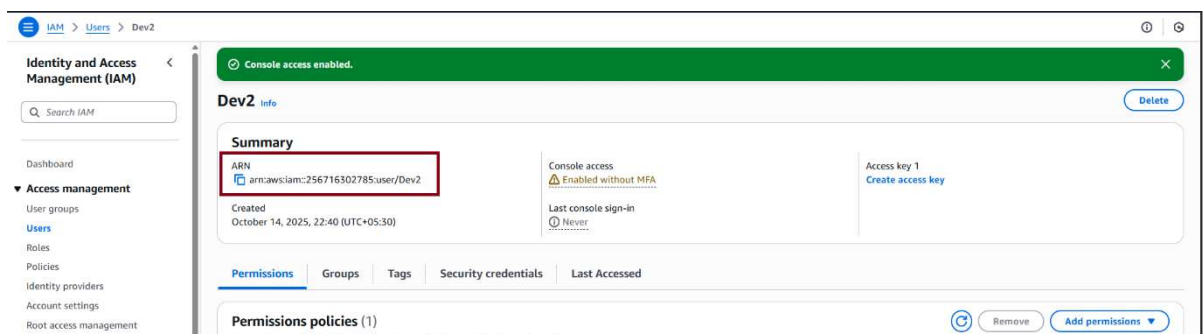 IAM > Users > Dev2
Identity and Access Management (IAM)
Search IAM
Dashboard
Access management
User groups
Users
Roles
Policies
Identity providers
Account settings
Root access management
Console access enabled.
Dev2 Info
Delete
Summary
ARN
arn:aws:iam::256716302785:user/Dev2
Created
October 14, 2025, 22:40 (UTC+05:30)
Console access
Enabled without MFA
Last console sign-in
Never
Access key 1
Create access key
Permissions Groups Tags Security credentials Last Accessed
Permissions policies (1)
Remove
Add permissions